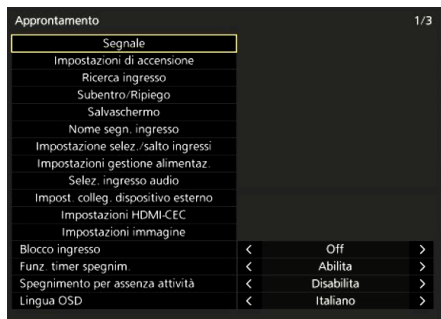 Approntamento 1/3
Segnale
Impostazioni di accensione
Ricerca ingresso
Subentro/Ripiego
Salvaschermo
Nome segn. ingresso
Impostazione selez./salto ingressi
Impostazioni gestione alimentaz.
Selez. ingresso audio
Impost. colleg. dispositivo esterno
Impostazioni HDMI-CEC
Impostazioni immagine
Blocco ingresso < Off >
Funz. timer spegnim. < Abilita >
Spegnimento per assenza attività < Disabilita >
Lingua OSD < Italiano >